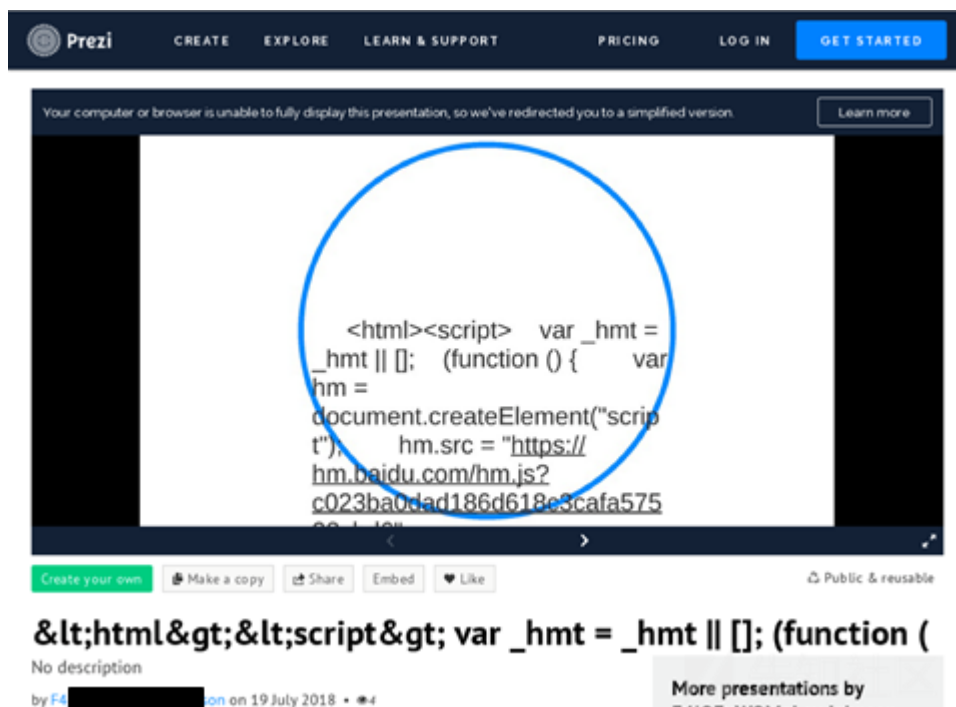 Prezi CREATE EXPLORE LEARN & SUPPORT PRICING LOG IN GET STARTED
Your computer or browser is unable to fully display this presentation, so we've redirected you to a simplified version. Learn more
<html><script> var _hmt =
_hmt || []; (function () { var
hm =
document.createElement("scrip
t"); hm.src = "https://
hm.baidu.com/hm.js?
c023ba0dad186d618c3cafa575
Create your own Make a copy Share Embed Like Public & reusable
&lt;html&gt;&lt;script&gt; var _hmt = _hmt || []; (function (
No description
by F4 son on 19 July 2018 • 4
More presentations by